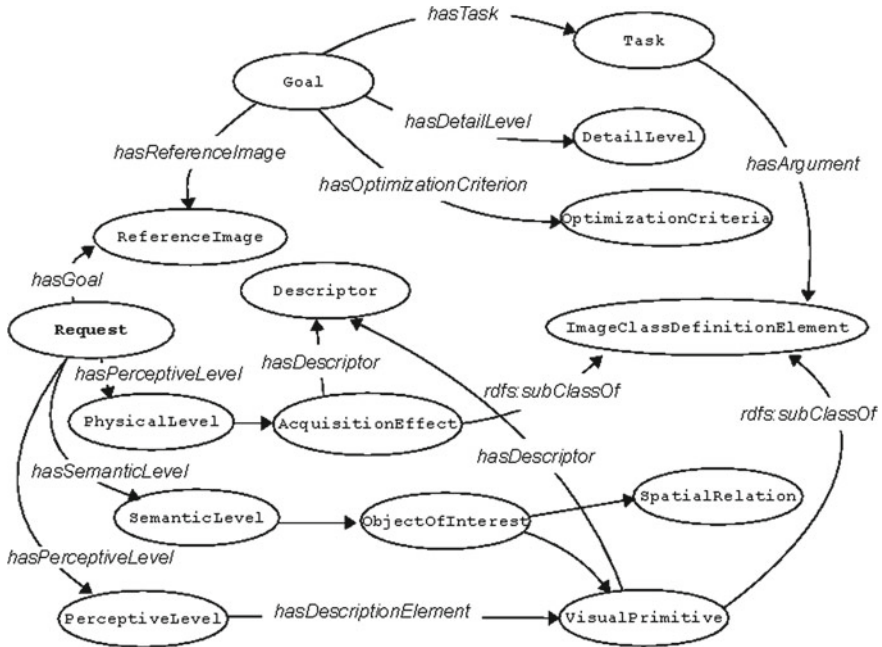 hasTask
Task
Goal
hasDetailLevel
DetailLevel
hasReferenceImage
hasArgument
hasOptimizationCriterion
OptimizationCriteria
ReferenceImage
hasGoal
Descriptor
Request
ImageClassDefinitionElement
hasDescriptor
hasPerceptiveLevel
rdfs:subClassOf
rdfs:subClassOf
PhysicalLevel
AcquisitionEffect
hasDescriptor
hasSemanticLevel
SpatialRelation
SemanticLevel
ObjectOfInterest
hasPerceptiveLevel
hasDescriptionElement
PerceptiveLevel
VisualPrimitive